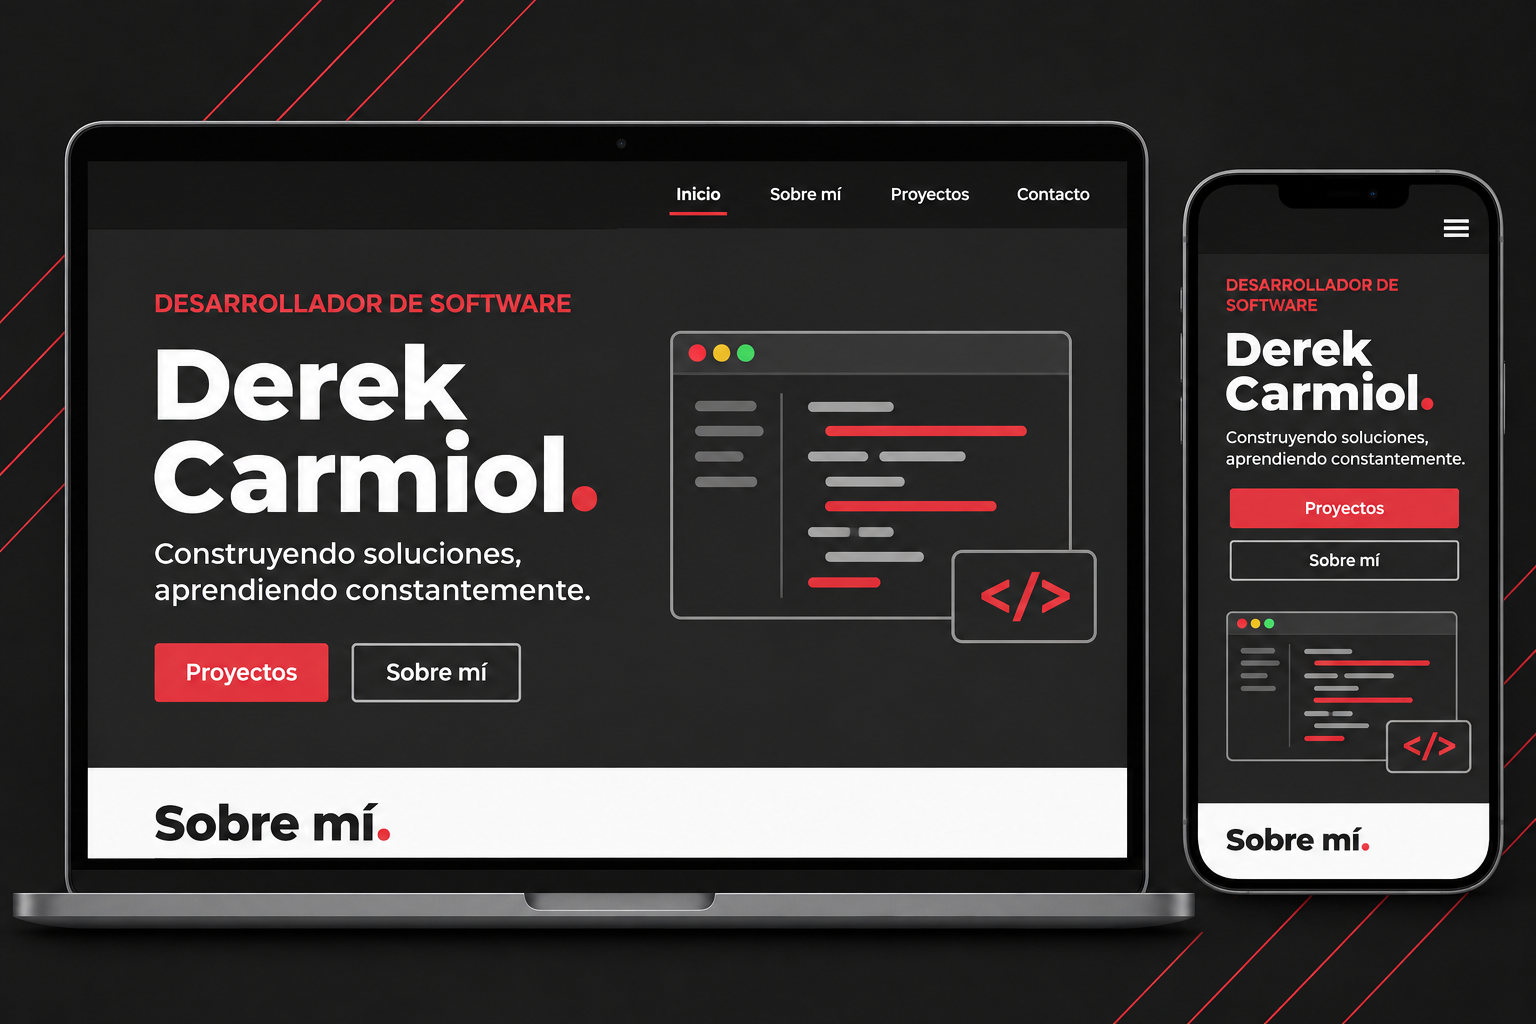 Inicio
Sobre mí
Proyectos
Contacto
DESARROLLADOR DE SOFTWARE
Derek
Carmiol.
Construyendo soluciones,
aprendiendo constantemente.
Proyectos
Sobre mí
</>
Sobre mí.
DESARROLLADOR DE
SOFTWARE
Derek
Carmiol.
Construyendo soluciones,
aprendiendo constantemente.
Proyectos
Sobre mí
</>
Sobre mí.